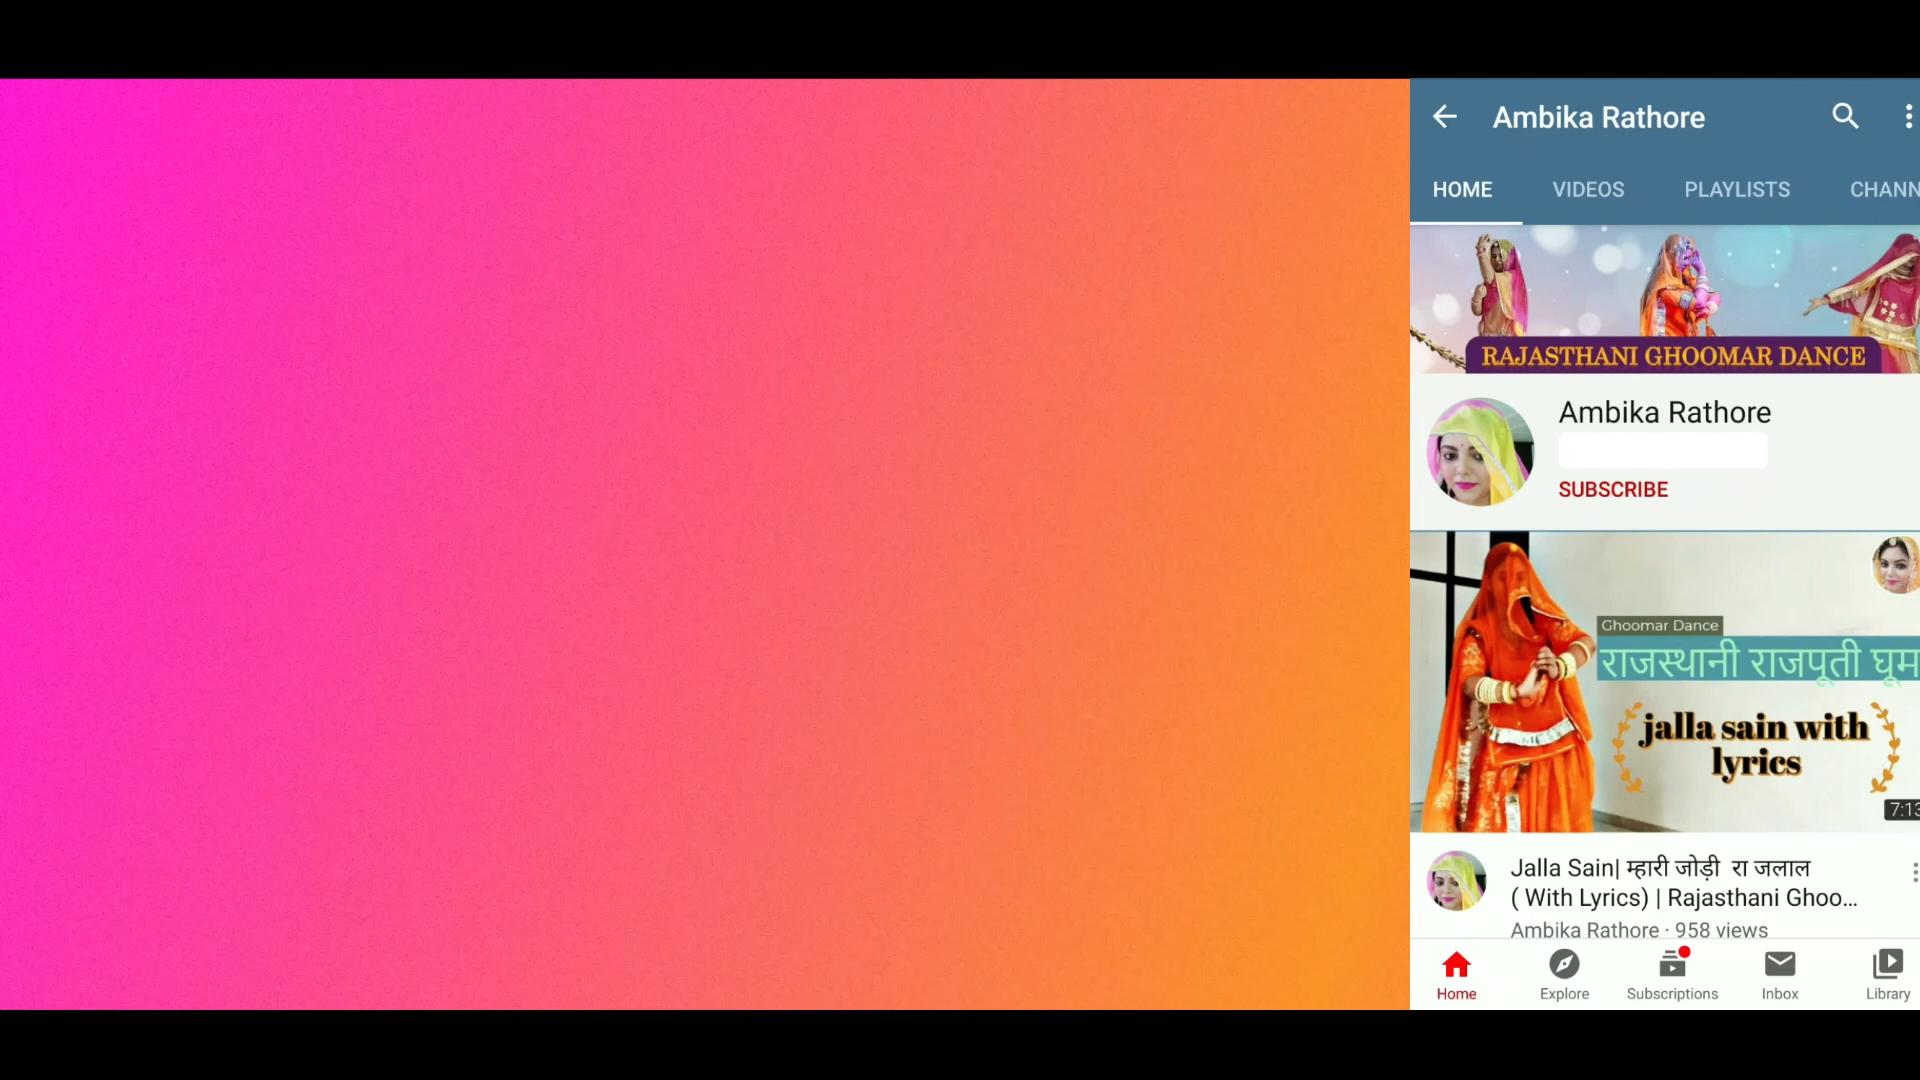 Ambika Rathore
HOME VIDEOS PLAYLISTS CHANN
RAJASTHANI GHOOMAR DANCE
Ambika Rathore
SUBSCRIBE
Ghoomar Dance
राजस्थानी राजपूती घूम
jalla sain with
lyrics
7:13
Jalla Sain| म्हारी जोड़ी रा जलाल
( With Lyrics) | Rajasthani Ghoo...
Ambika Rathore · 958 views
Home Explore Subscriptions Inbox Library